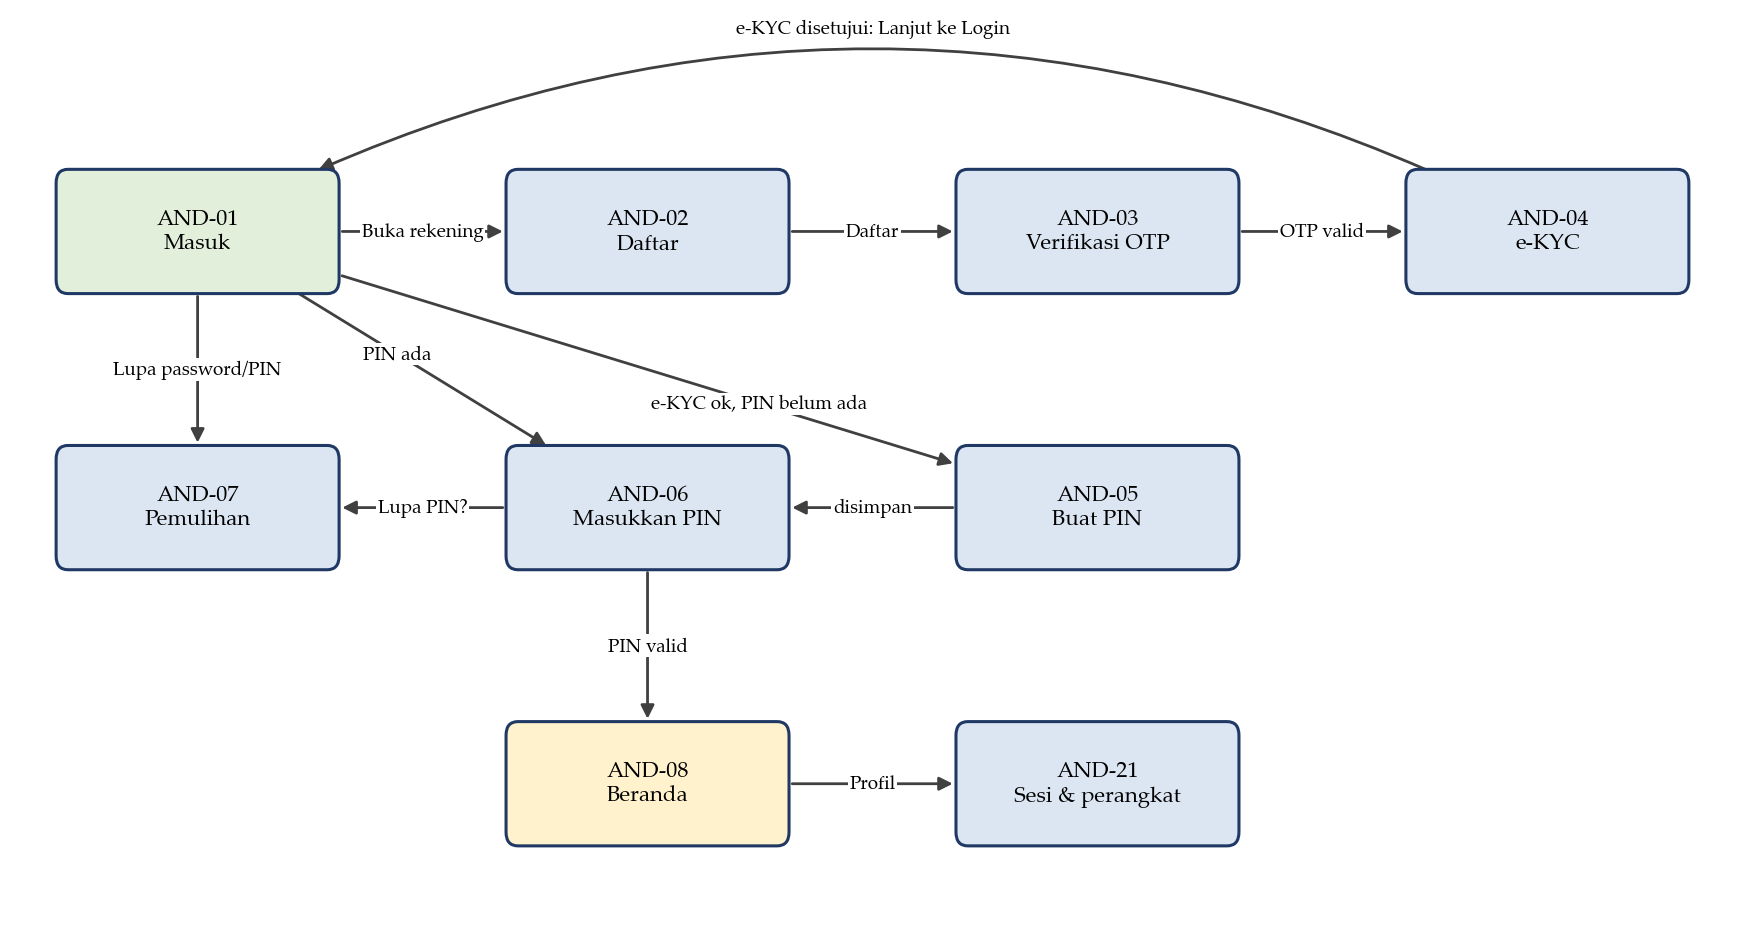 e-KYC disetujui: Lanjut ke Login
AND-01
Masuk
Buka rekening
AND-02
Daftar
Daftar
AND-03
Verifikasi OTP
OTP valid
AND-04
e-KYC
Lupa password/PIN
PIN ada
e-KYC ok, PIN belum ada
AND-07
Pemulihan
Lupa PIN?
AND-06
Masukkan PIN
disimpan
AND-05
Buat PIN
PIN valid
AND-08
Beranda
Profil
AND-21
Sesi & perangkat